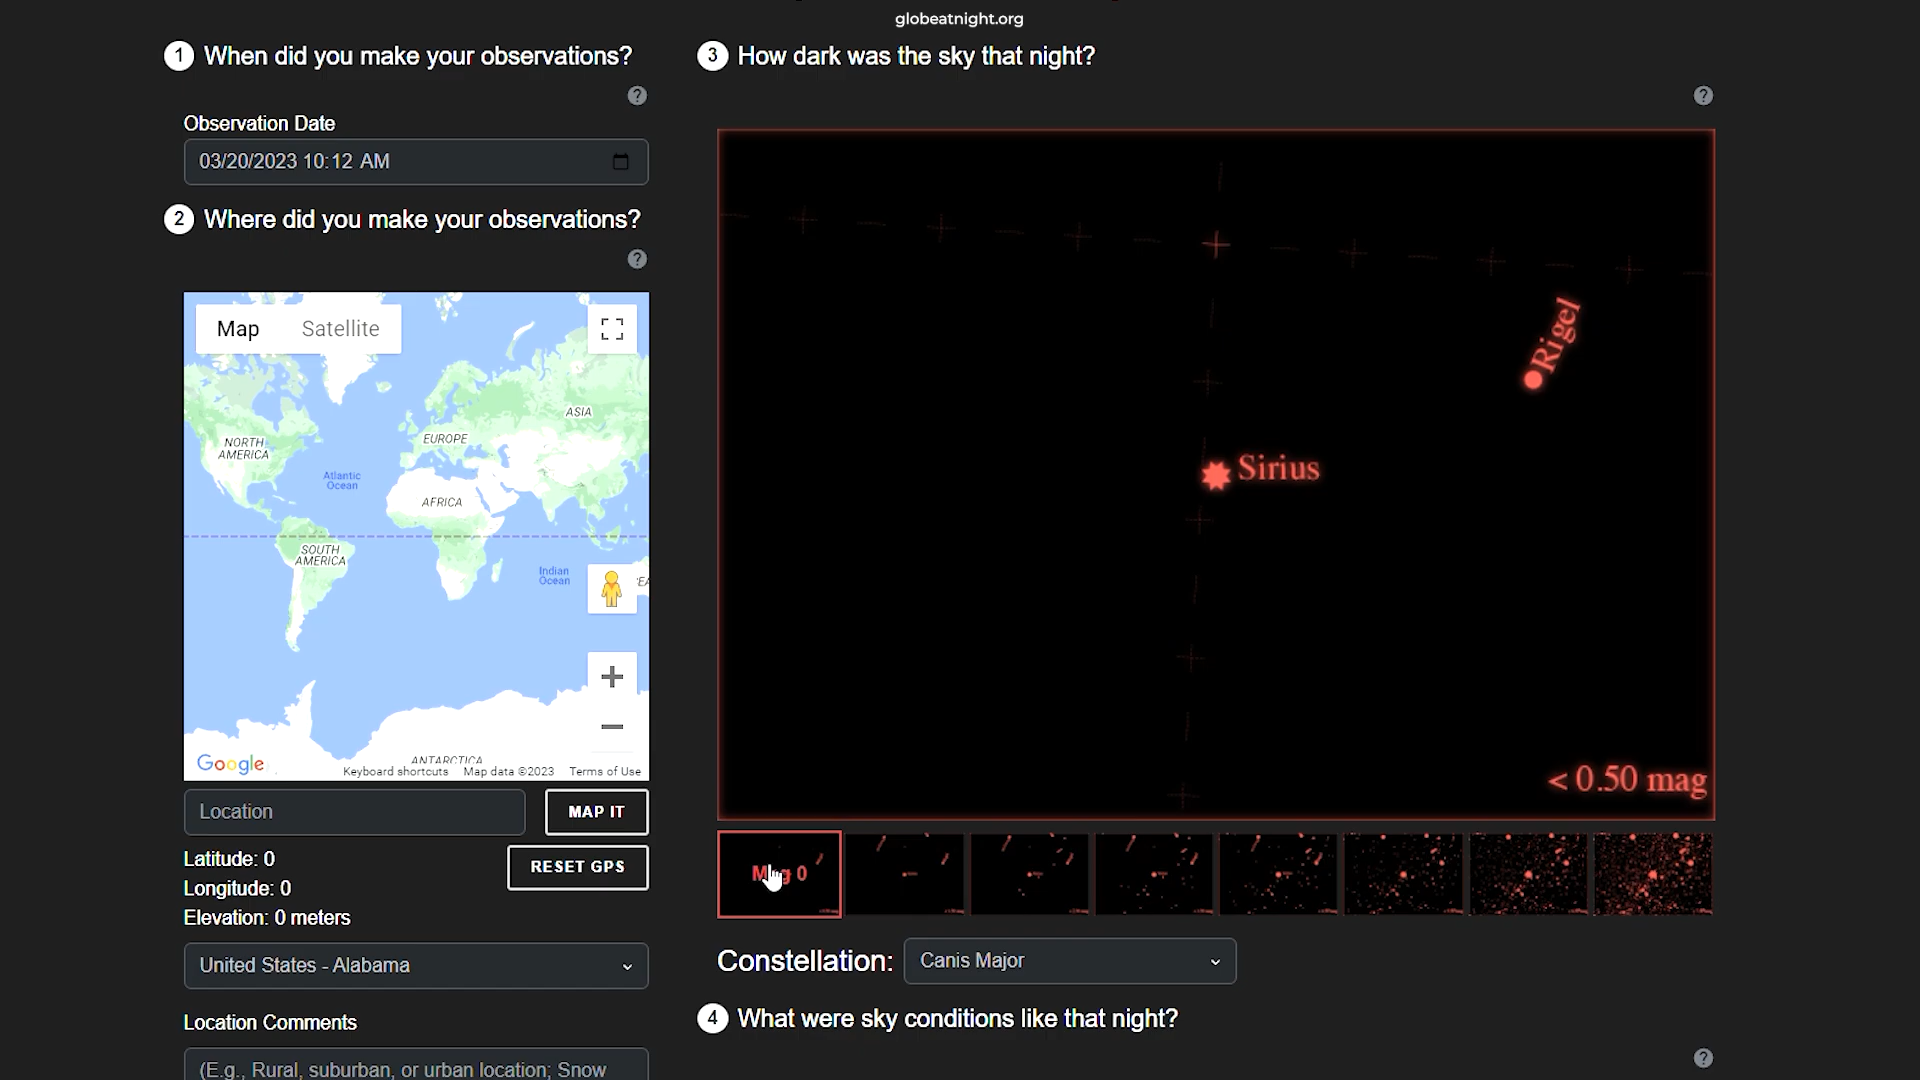 globeatnight.org
1 When did you make your observations?
?
Observation Date
03/20/2023 10:12 AM
2 Where did you make your observations?
?
Map Satellite
NORTH
AMERICA
Atlantic
Ocean
EUROPE
ASIA
AFRICA
SOUTH
AMERICA
Indian
Ocean
ANTARCTICA
Google
Keyboard shortcuts Map data ©2023 Terms of Use
Location
MAP IT
Latitude: 0
Longitude: 0
Elevation: 0 meters
RESET GPS
United States - Alabama
Location Comments
(E.g., Rural, suburban, or urban location; Snow
3 How dark was the sky that night?
?
Rigel
Sirius
< 0.50 mag
Constellation: Canis Major
4 What were sky conditions like that night?
?